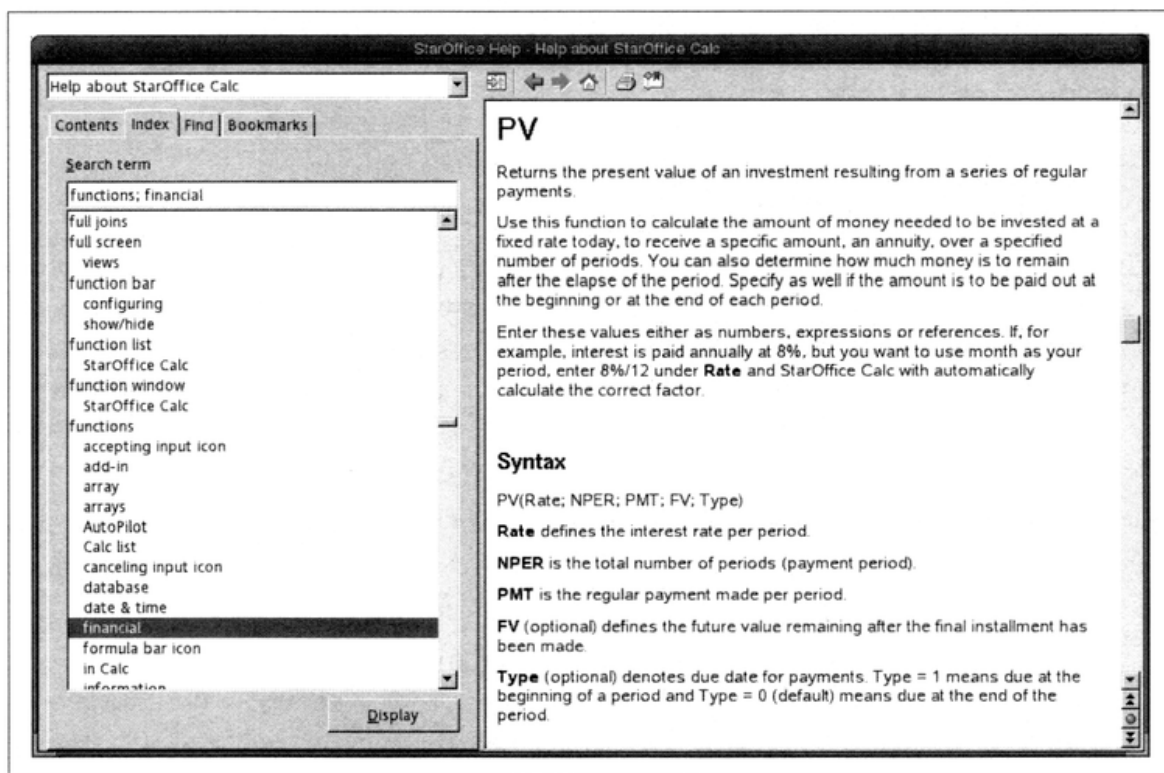 StarOffice Help - Help about StarOffice Calc
Help about StarOffice Calc
Contents Index Find Bookmarks
Search term
functions; financial
full joins
full screen
views
function bar
configuring
show/hide
function list
StarOffice Calc
function window
StarOffice Calc
functions
accepting input icon
add-in
array
arrays
AutoPilot
Calc list
canceling input icon
database
date & time
financial
formula bar icon
in Calc
information
Display
PV
Returns the present value of an investment resulting from a series of regular
payments.
Use this function to calculate the amount of money needed to be invested at a
fixed rate today, to receive a specific amount, an annuity, over a specified
number of periods. You can also determine how much money is to remain
after the elapse of the period. Specify as well if the amount is to be paid out at
the beginning or at the end of each period.
Enter these values either as numbers, expressions or references. If, for
example, interest is paid annually at 8%, but you want to use month as your
period, enter 8%/12 under Rate and StarOffice Calc with automatically
calculate the correct factor.
Syntax
PV(Rate; NPER; PMT; FV; Type)
Rate defines the interest rate per period.
NPER is the total number of periods (payment period).
PMT is the regular payment made per period.
FV (optional) defines the future value remaining after the final installment has
been made.
Type (optional) denotes due date for payments. Type = 1 means due at the
beginning of a period and Type = 0 (default) means due at the end of the
period.